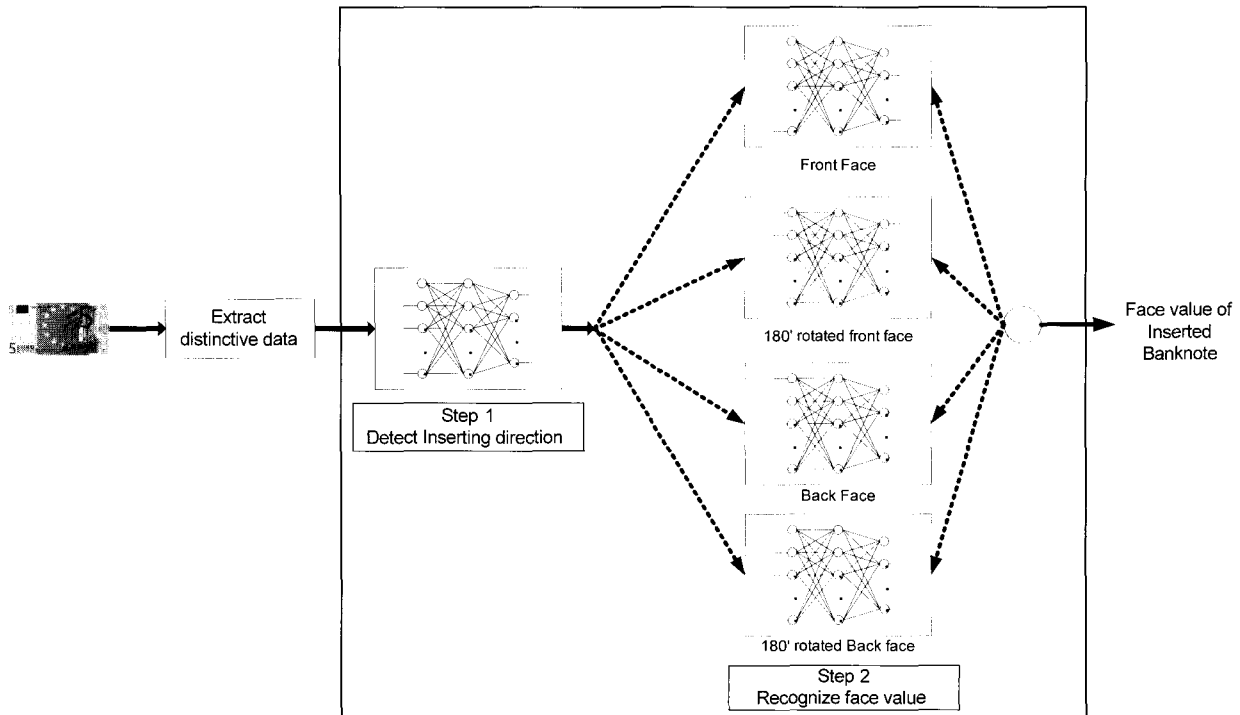 Front Face
180' rotated front face
Extract
distinctive data
5
Step 1
Detect Inserting direction
Back Face
180' rotated Back face
Step 2
Recognize face value
Face value of
Inserted
Banknote